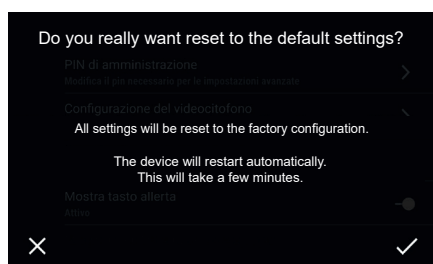 Do you really want reset to the default settings?
PIN di amministrazione
Modifica il pin necessario per le impostazioni avanzate
Configurazione del videocitofono
All settings will be reset to the factory configuration.
The device will restart automatically.
This will take a few minutes.
Mostra tasto allerta
Attivo